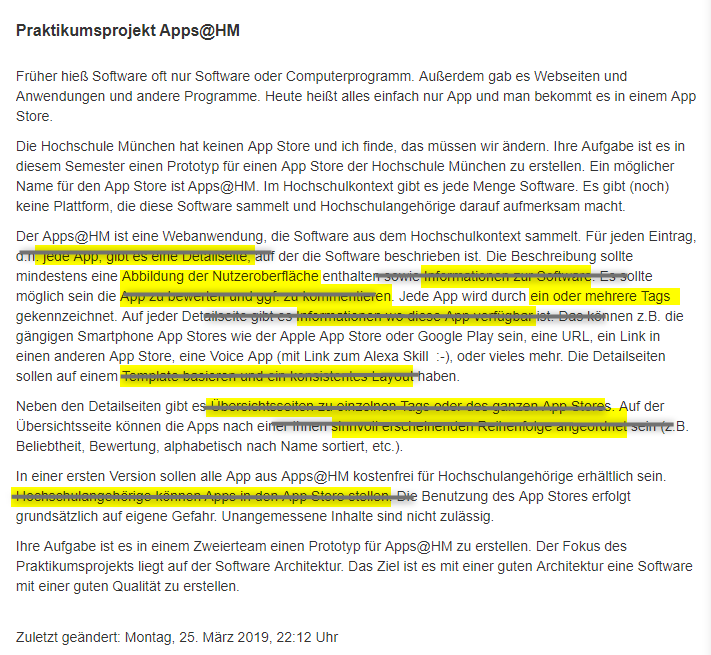 Praktikumsprojekt Apps@HM
Früher hieß Software oft nur Software oder Computerprogramm. Außerdem gab es Webseiten und
Anwendungen und andere Programme. Heute heißt alles einfach nur App und man bekommt es in einem App
Store.
Die Hochschule München hat keinen App Store und ich finde, das müssen wir ändern. Ihre Aufgabe ist es in
diesem Semester einen Prototyp für einen App Store der Hochschule München zu erstellen. Ein möglicher
Name für den App Store ist Apps@HM. Im Hochschulkontext gibt es jede Menge Software. Es gibt (noch)
keine Plattform, die diese Software sammelt und Hochschulangehörige darauf aufmerksam macht.
Der Apps@HM ist eine Webanwendung, die Software aus dem Hochschulkontext sammelt. Für jeden Eintrag,
d.h. jede App, gibt es eine Detailseite, auf der die Software beschrieben ist. Die Beschreibung sollte
mindestens eine Abbildung der Nutzeroberfläche enthalten sowie Informationen zur Software. Es sollte
möglich sein die App zu bewerten und ggf. zu kommentieren. Jede App wird durch ein oder mehrere Tags
gekennzeichnet. Auf jeder Detailseite gibt es Informationen wo diese App verfügbar ist. Das können z.B. die
gängigen Smartphone App Stores wie der Apple App Store oder Google Play sein, eine URL, ein Link in
einen anderen App Store, eine Voice App (mit Link zum Alexa Skill :-), oder vieles mehr. Die Detailseiten
sollen auf einem Template basieren und ein konsistentes Layout haben.
Neben den Detailseiten gibt es Übersichtsseiten zu einzelnen Tags oder des ganzen App Stores. Auf der
Übersichtsseite können die Apps nach einer Ihnen sinnvoll erscheinenden Reihenfolge angeordnet sein (z.B.
Beliebtheit, Bewertung, alphabetisch nach Name sortiert, etc.).
In einer ersten Version sollen alle App aus Apps@HM kostenfrei für Hochschulangehörige erhältlich sein.
Hochschulangehörige können Apps in den App Store stellen. Die Benutzung des App Stores erfolgt
grundsätzlich auf eigene Gefahr. Unangemessene Inhalte sind nicht zulässig.
Ihre Aufgabe ist es in einem Zweierteam einen Prototyp für Apps@HM zu erstellen. Der Fokus des
Praktikumsprojekts liegt auf der Software Architektur. Das Ziel ist es mit einer guten Architektur eine Software
mit einer guten Qualität zu erstellen.
Zuletzt geändert: Montag, 25. März 2019, 22:12 Uhr